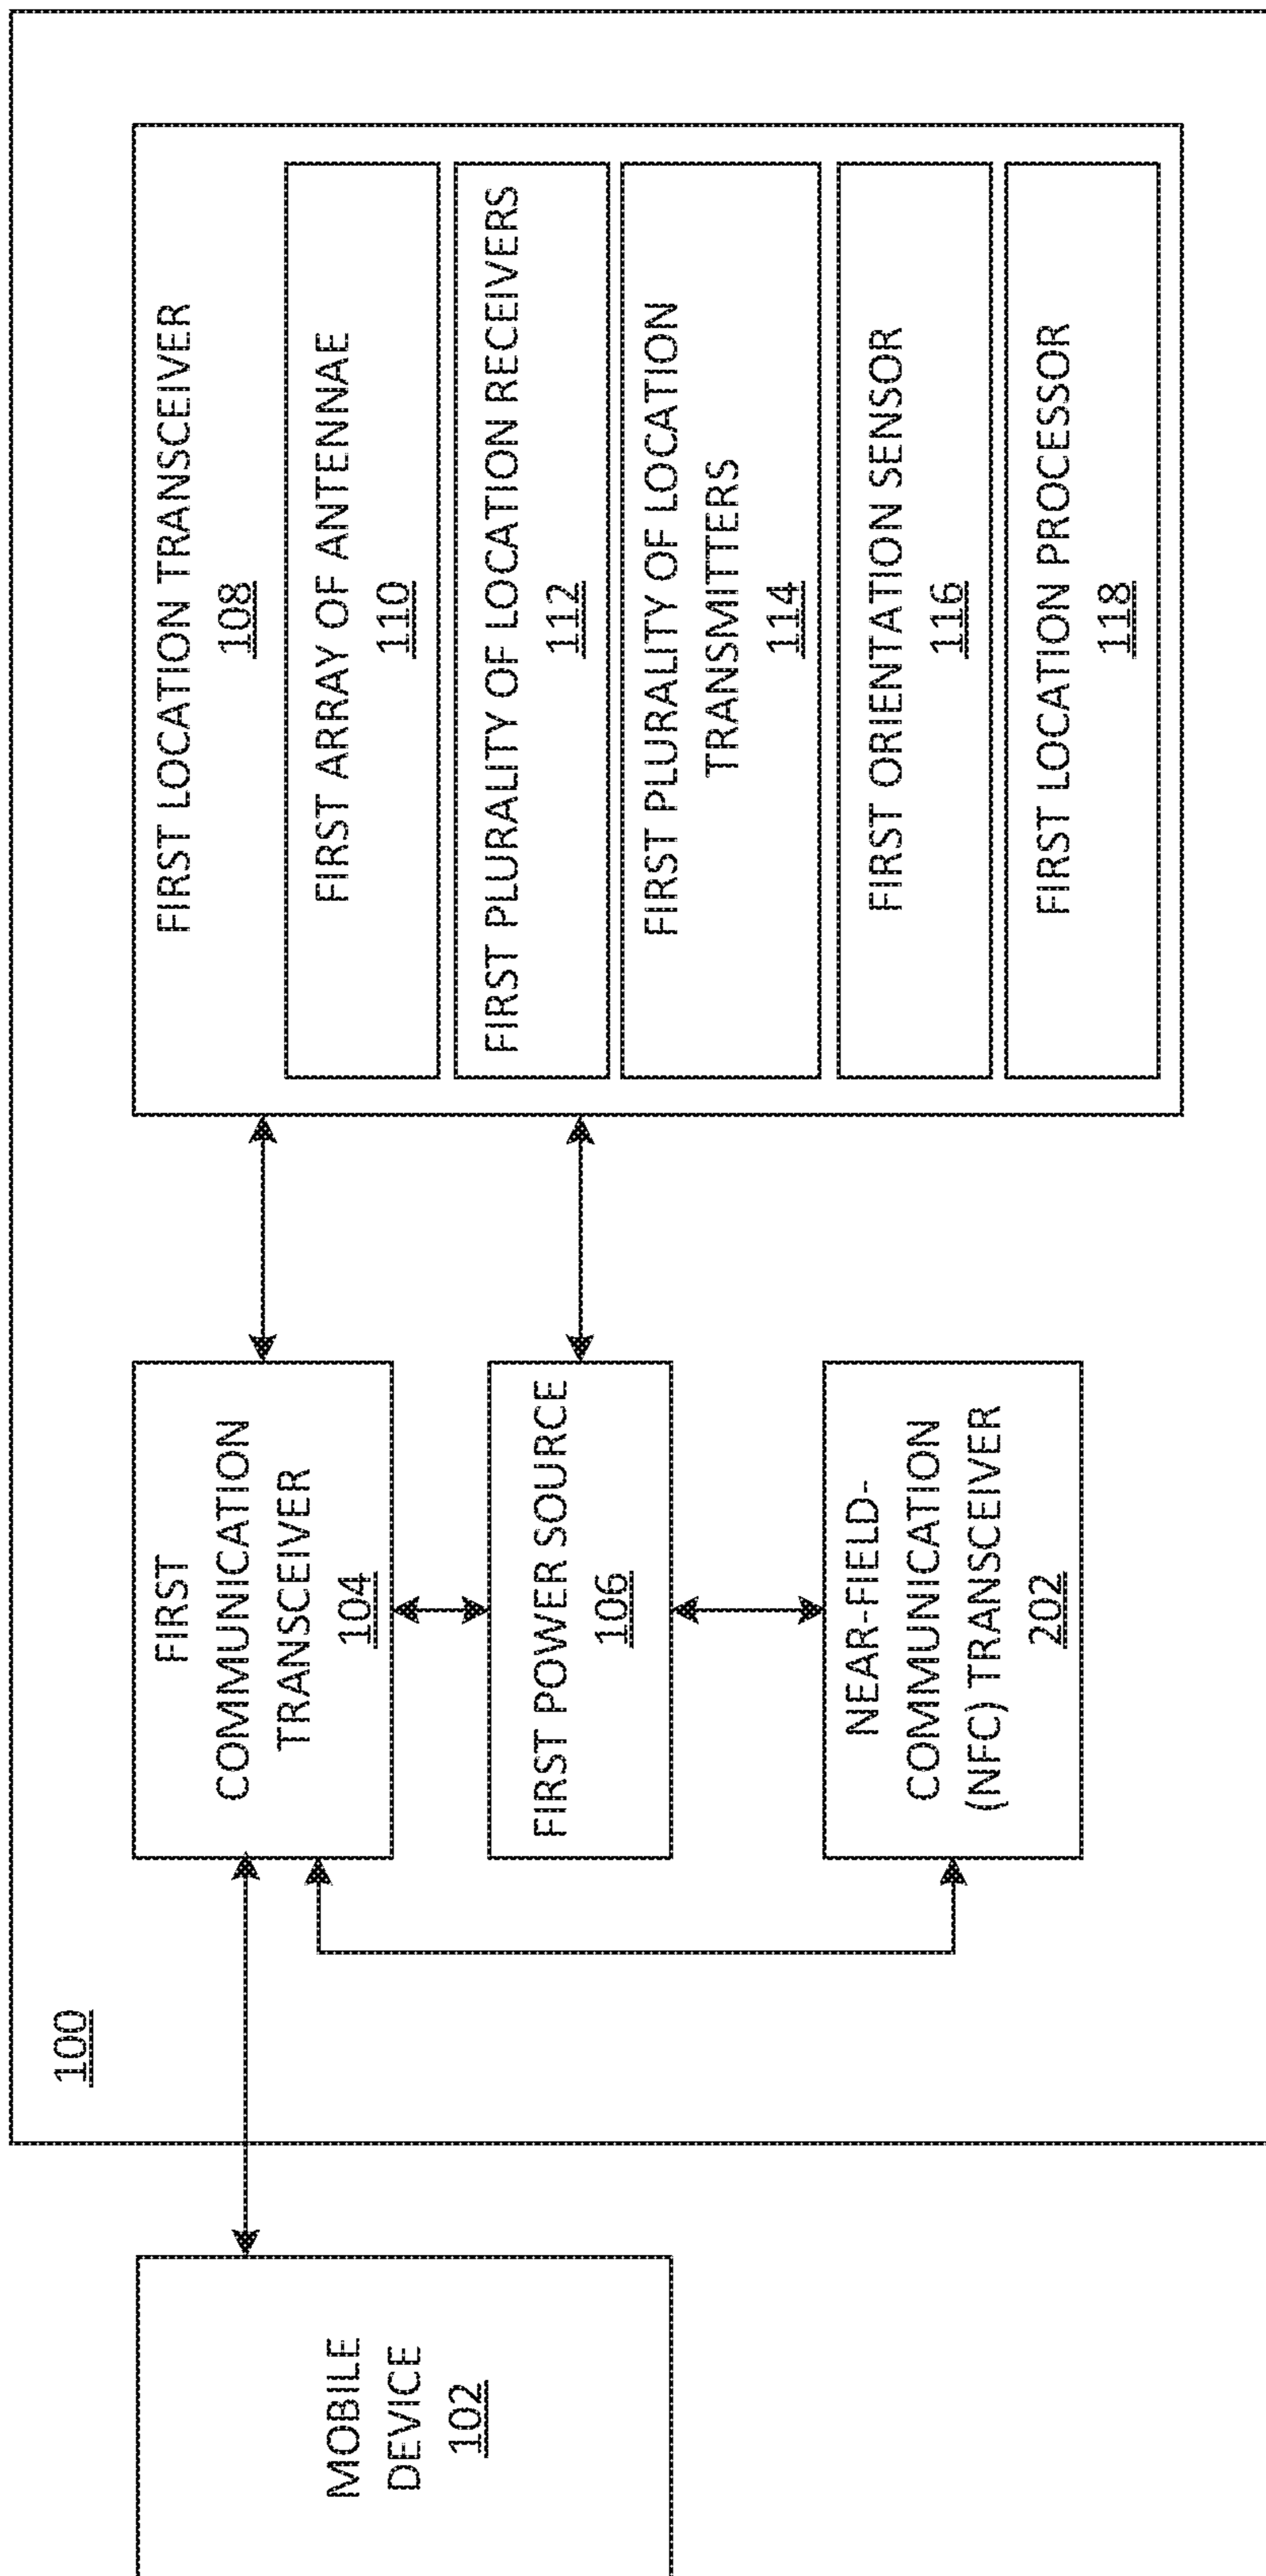 100
MOBILE
DEVICE
102
FIRST
COMMUNICATION
TRANSCEIVER
104
FIRST POWER SOURCE
106
NEAR-FIELD-
COMMUNICATION
(NFC) TRANSCEIVER
202
FIRST LOCATION TRANSCEIVER
108
FIRST ARRAY OF ANTENNAE
110
FIRST PLURALITY OF LOCATION RECEIVERS
112
FIRST PLURALITY OF LOCATION
TRANSMITTERS
114
FIRST ORIENTATION SENSOR
116
FIRST LOCATION PROCESSOR
118